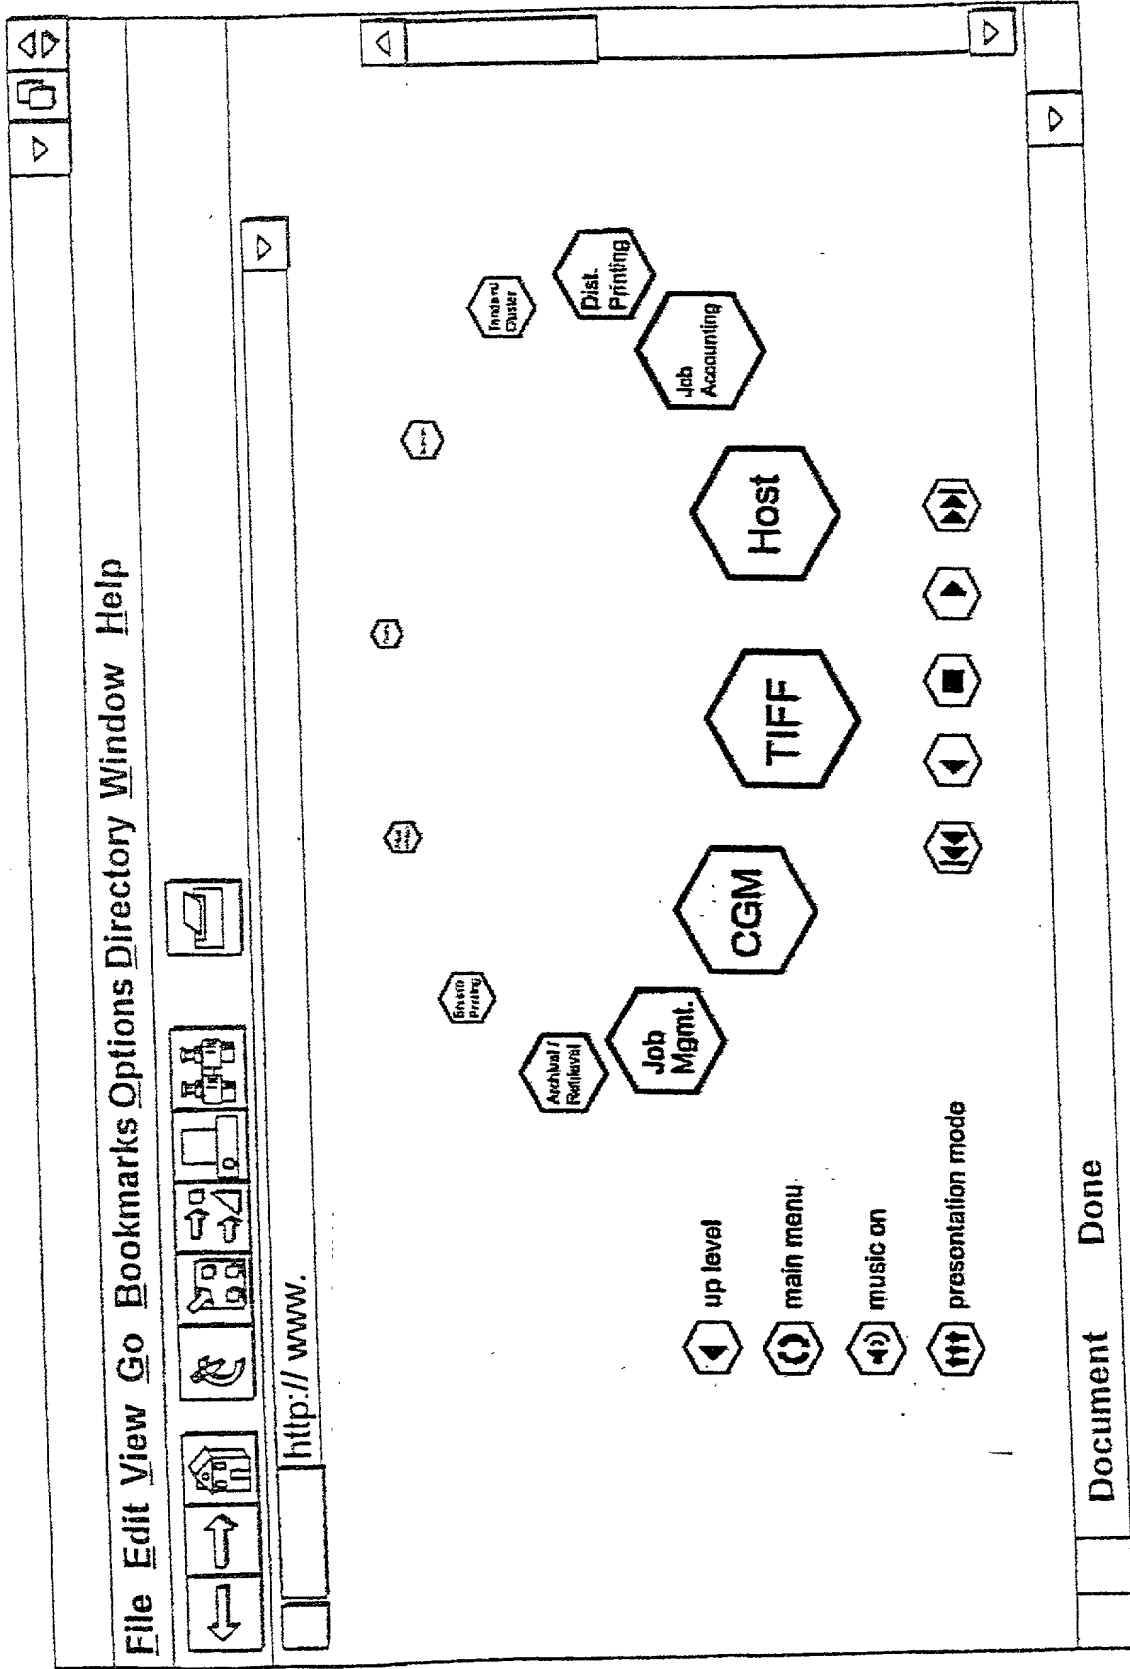 File Edit View Go Bookmarks Options Directory Window Help
http:// www.
Dist.
Printing
Job
Accounting
Archival /
Retrieval
Job
Mgmt.
CGM
TIFF
Host
up level
main menu
music on
presentation mode
Document Done